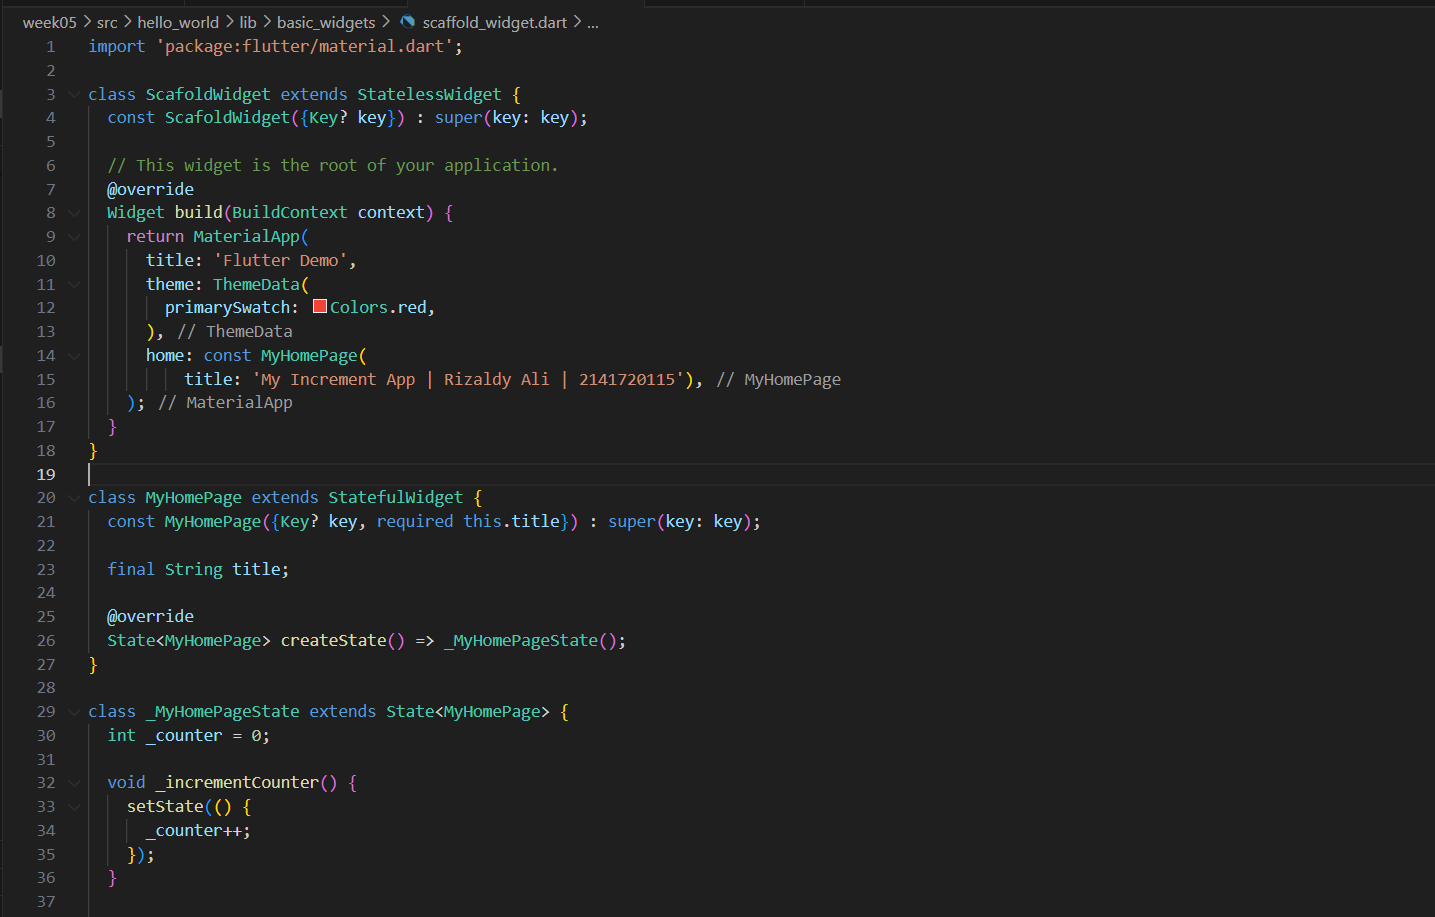 week05 > src > hello_world > lib > basic_widgets > scaffold_widget.dart > ...
1 import 'package:flutter/material.dart';
2
3 class ScafoldWidget extends StatelessWidget {
4 const ScafoldWidget({Key? key}) : super(key: key);
5
6 // This widget is the root of your application.
7 @override
8 Widget build(BuildContext context) {
9 return MaterialApp(
10 title: 'Flutter Demo',
11 theme: ThemeData(
12 primarySwatch: Colors.red,
13 ), // ThemeData
14 home: const MyHomePage(
15 title: 'My Increment App | Rizaldy Ali | 2141720115'), // MyHomePage
16 ); // MaterialApp
17 }
18 }
19
20 class MyHomePage extends StatefulWidget {
21 const MyHomePage({Key? key, required this.title}) : super(key: key);
22
23 final String title;
24
25 @override
26 State<MyHomePage> createState() => _MyHomePageState();
27 }
28
29 class _MyHomePageState extends State<MyHomePage> {
30 int _counter = 0;
31
32 void _incrementCounter() {
33 setState(() {
34 _counter++;
35 });
36 }
37